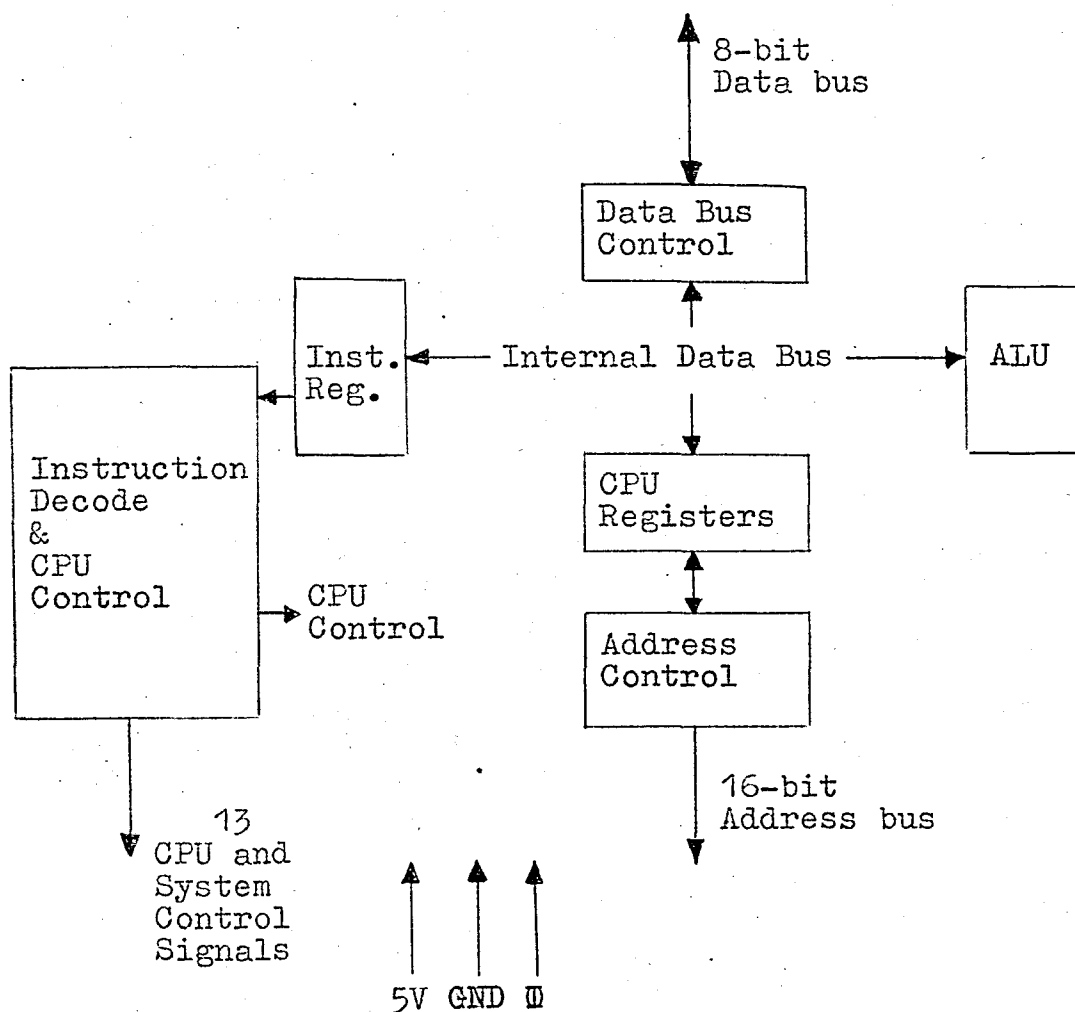 8-bit
Data bus
Data Bus
Control
Inst.
Reg.
Internal Data Bus
ALU
Instruction
Decode
&
CPU
Control
CPU
Registers
CPU
Control
Address
Control
16-bit
Address bus
13
CPU and
System
Control
Signals
5V GND Φ